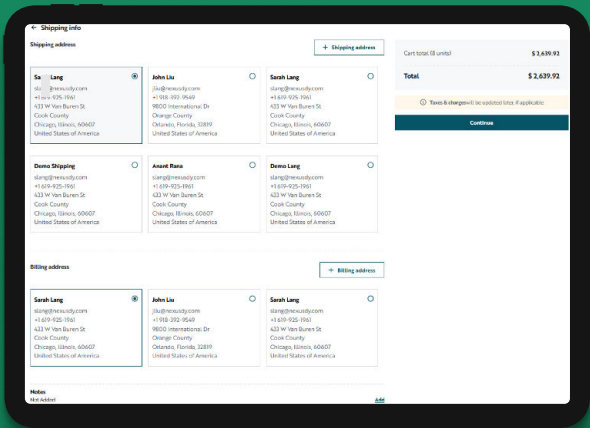 ← Shipping info
Shipping address
+ Shipping address
Lang
+1 619-925-1961
433 W Van Buren St
Cook County
Chicago, Illinois, 60607
United States of America
John Liu
jliu@nexusdy.com
+1 918-392-9549
9800 International Dr
Orange County
Orlando, Florida, 32819
United States of America
Sarah Lang
slang@nexusdy.com
+1 619-925-1961
433 W Van Buren St
Cook County
Chicago, Illinois, 60607
United States of America
Demo Shipping
slang@nexusdy.com
+1 619-925-1961
433 W Van Buren St
Cook County
Chicago, Illinois, 60607
United States of America
Anant Rana
slang@nexusdy.com
+1 619-925-1961
433 W Van Buren St
Cook County
Chicago, Illinois, 60607
United States of America
Demo Lang
slang@nexusdy.com
+1 619-925-1961
433 W Van Buren St
Cook County
Chicago, Illinois, 60607
United States of America
Billing address
+ Billing address
Sarah Lang
slang@nexusdy.com
+1 619-925-1961
433 W Van Buren St
Cook County
Chicago, Illinois, 60607
United States of America
John Liu
jliu@nexusdy.com
+1 918-392-9549
9800 International Dr
Orange County
Orlando, Florida, 32819
United States of America
Sarah Lang
slang@nexusdy.com
+1 619-925-1961
433 W Van Buren St
Cook County
Chicago, Illinois, 60607
United States of America
Notes
Not Added
Add
Cart total (8 units) $ 2,639.92
Total $ 2,639.92
Taxes & charges will be updated later, if applicable
Continue